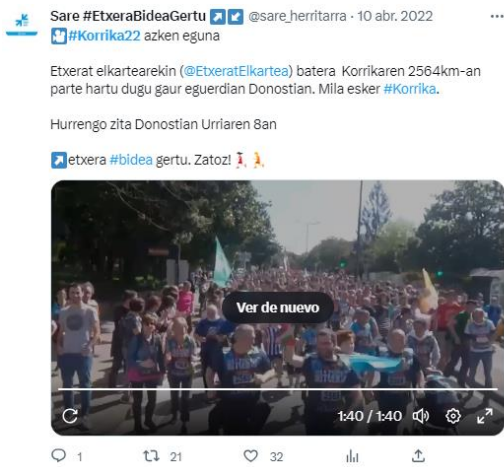 Sare #EtxeraBideaGertu ↗️↙️ @sare_herritarra · 10 abr. 2022
#Korrika22 azken eguna
Etxerat elkartearekin (@EtxeratElkartea) batera Korrikaren 2564km-an
parte hartu dugu gaur eguerdian Donostian. Mila esker #Korrika.
Hurrengo zita Donostian Urriaren 8an
↗️etxera #bidea gertu. Zatoz!
Ver de nuevo
1:40 / 1:40
1 21 32